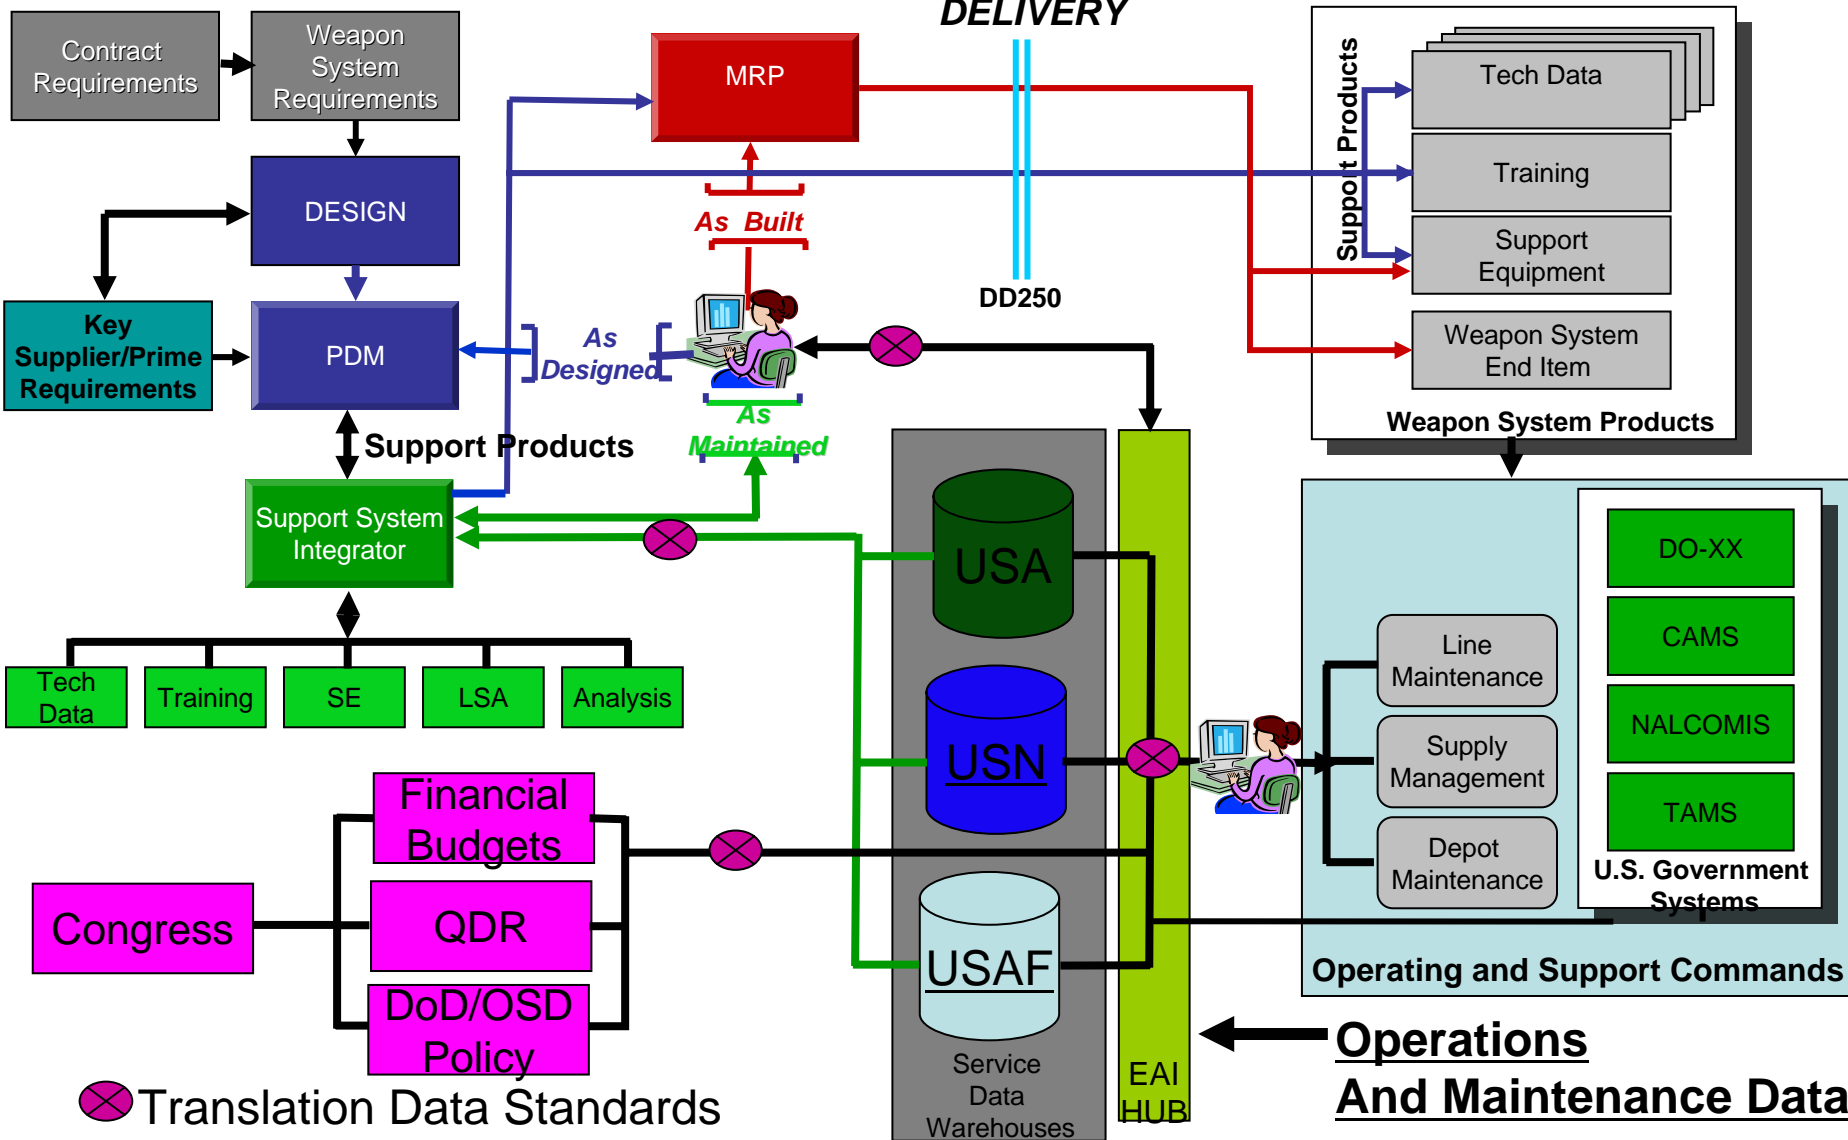 DELIVERY
Contract
Requirements
Weapon
System
Requirements
MRP
Support Products
Tech Data
Training
Support
Equipment
Weapon System
End Item
Weapon System Products
DESIGN
As Built
DD250
Key
Supplier/Prime
Requirements
PDM
As
Designed
As
Maintained
Support Products
Support System
Integrator
Tech
Data
Training
SE
LSA
Analysis
USA
USN
USAF
Service
Data
Warehouses
EAI
HUB
Line
Maintenance
Supply
Management
Depot
Maintenance
DO-XX
CAMS
NALCOMIS
TAMS
U.S. Government
Systems
Operating and Support Commands
Financial
Budgets
Congress
QDR
DoD/OSD
Policy
Translation Data Standards
Operations
And Maintenance Data